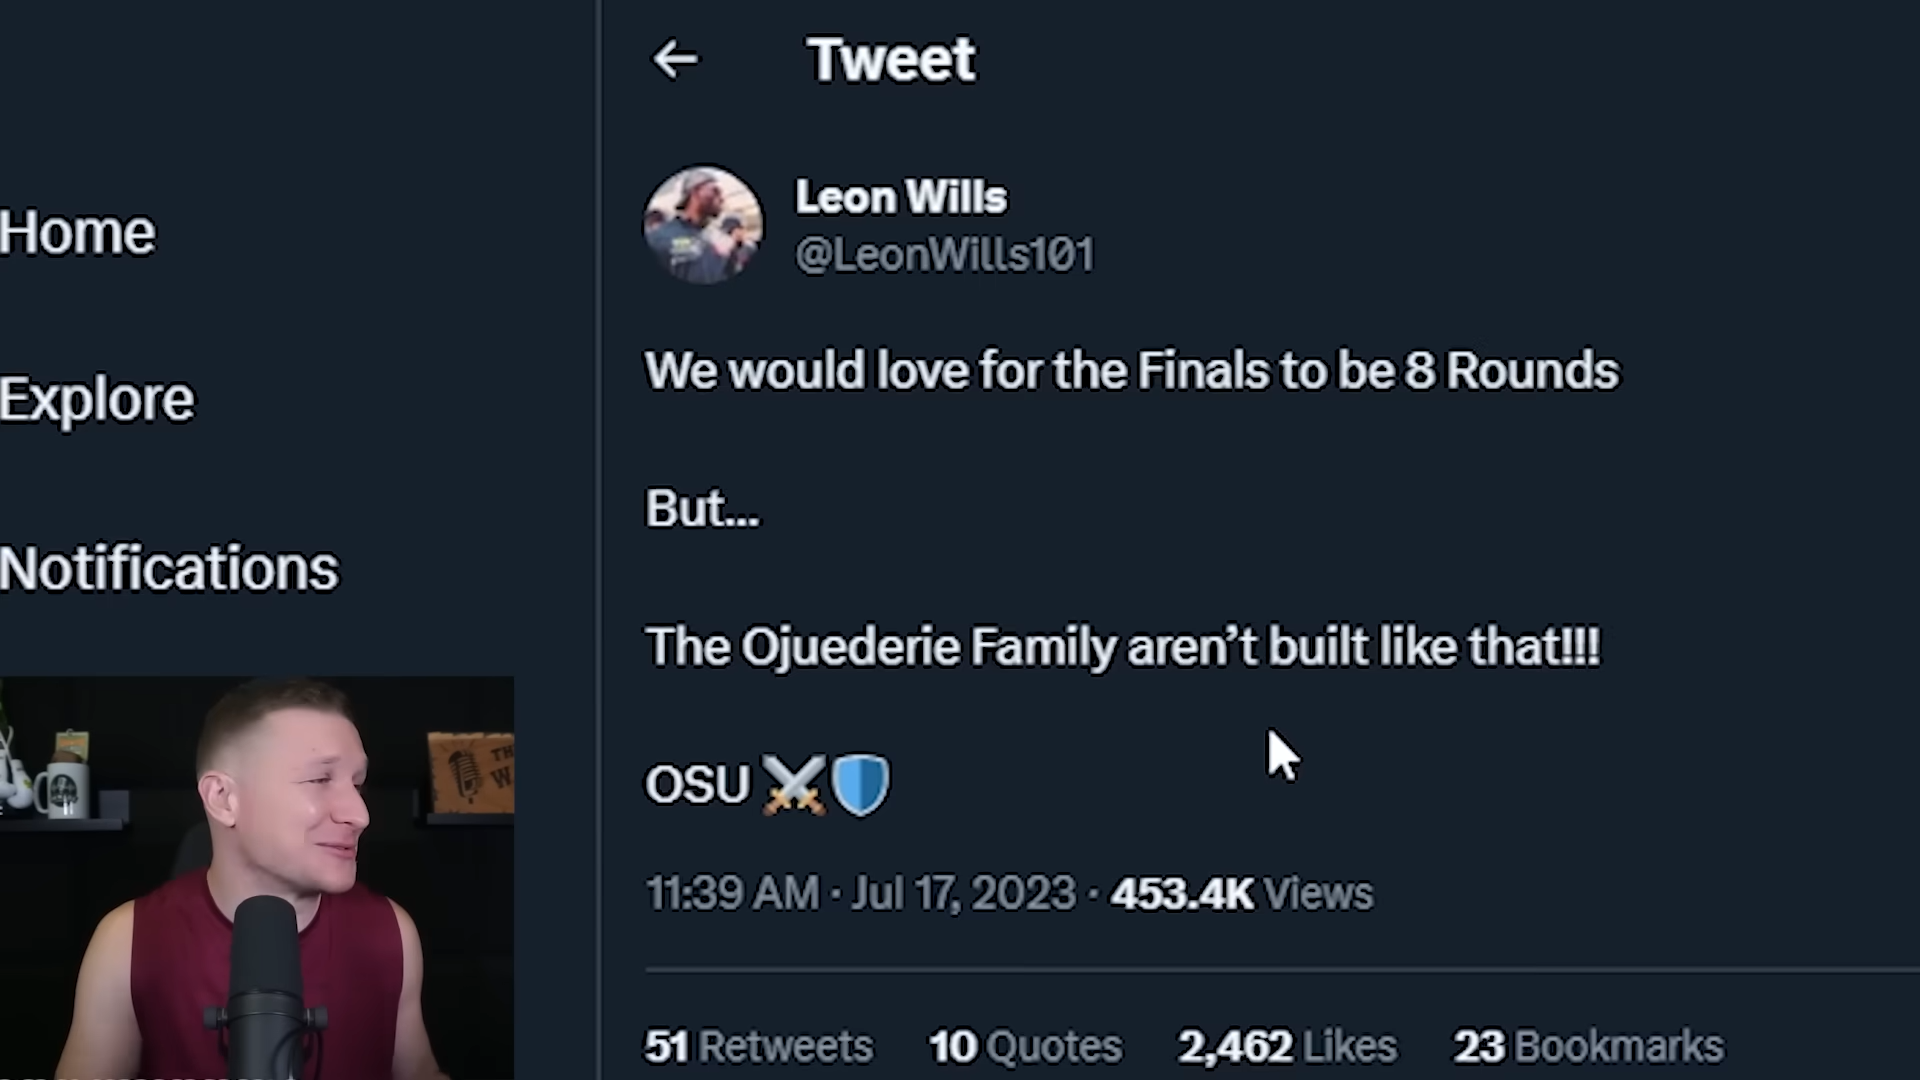 Tweet
Leon Wills
@LeonWills101
Home
We would love for the Finals to be 8 Rounds
Explore
But...
Notifications
The Ojuederie Family aren’t built like that!!!
OSU ⚔️🛡️
11:39 AM · Jul 17, 2023 · 453.4K Views
51 Retweets 10 Quotes 2,462 Likes 23 Bookmarks